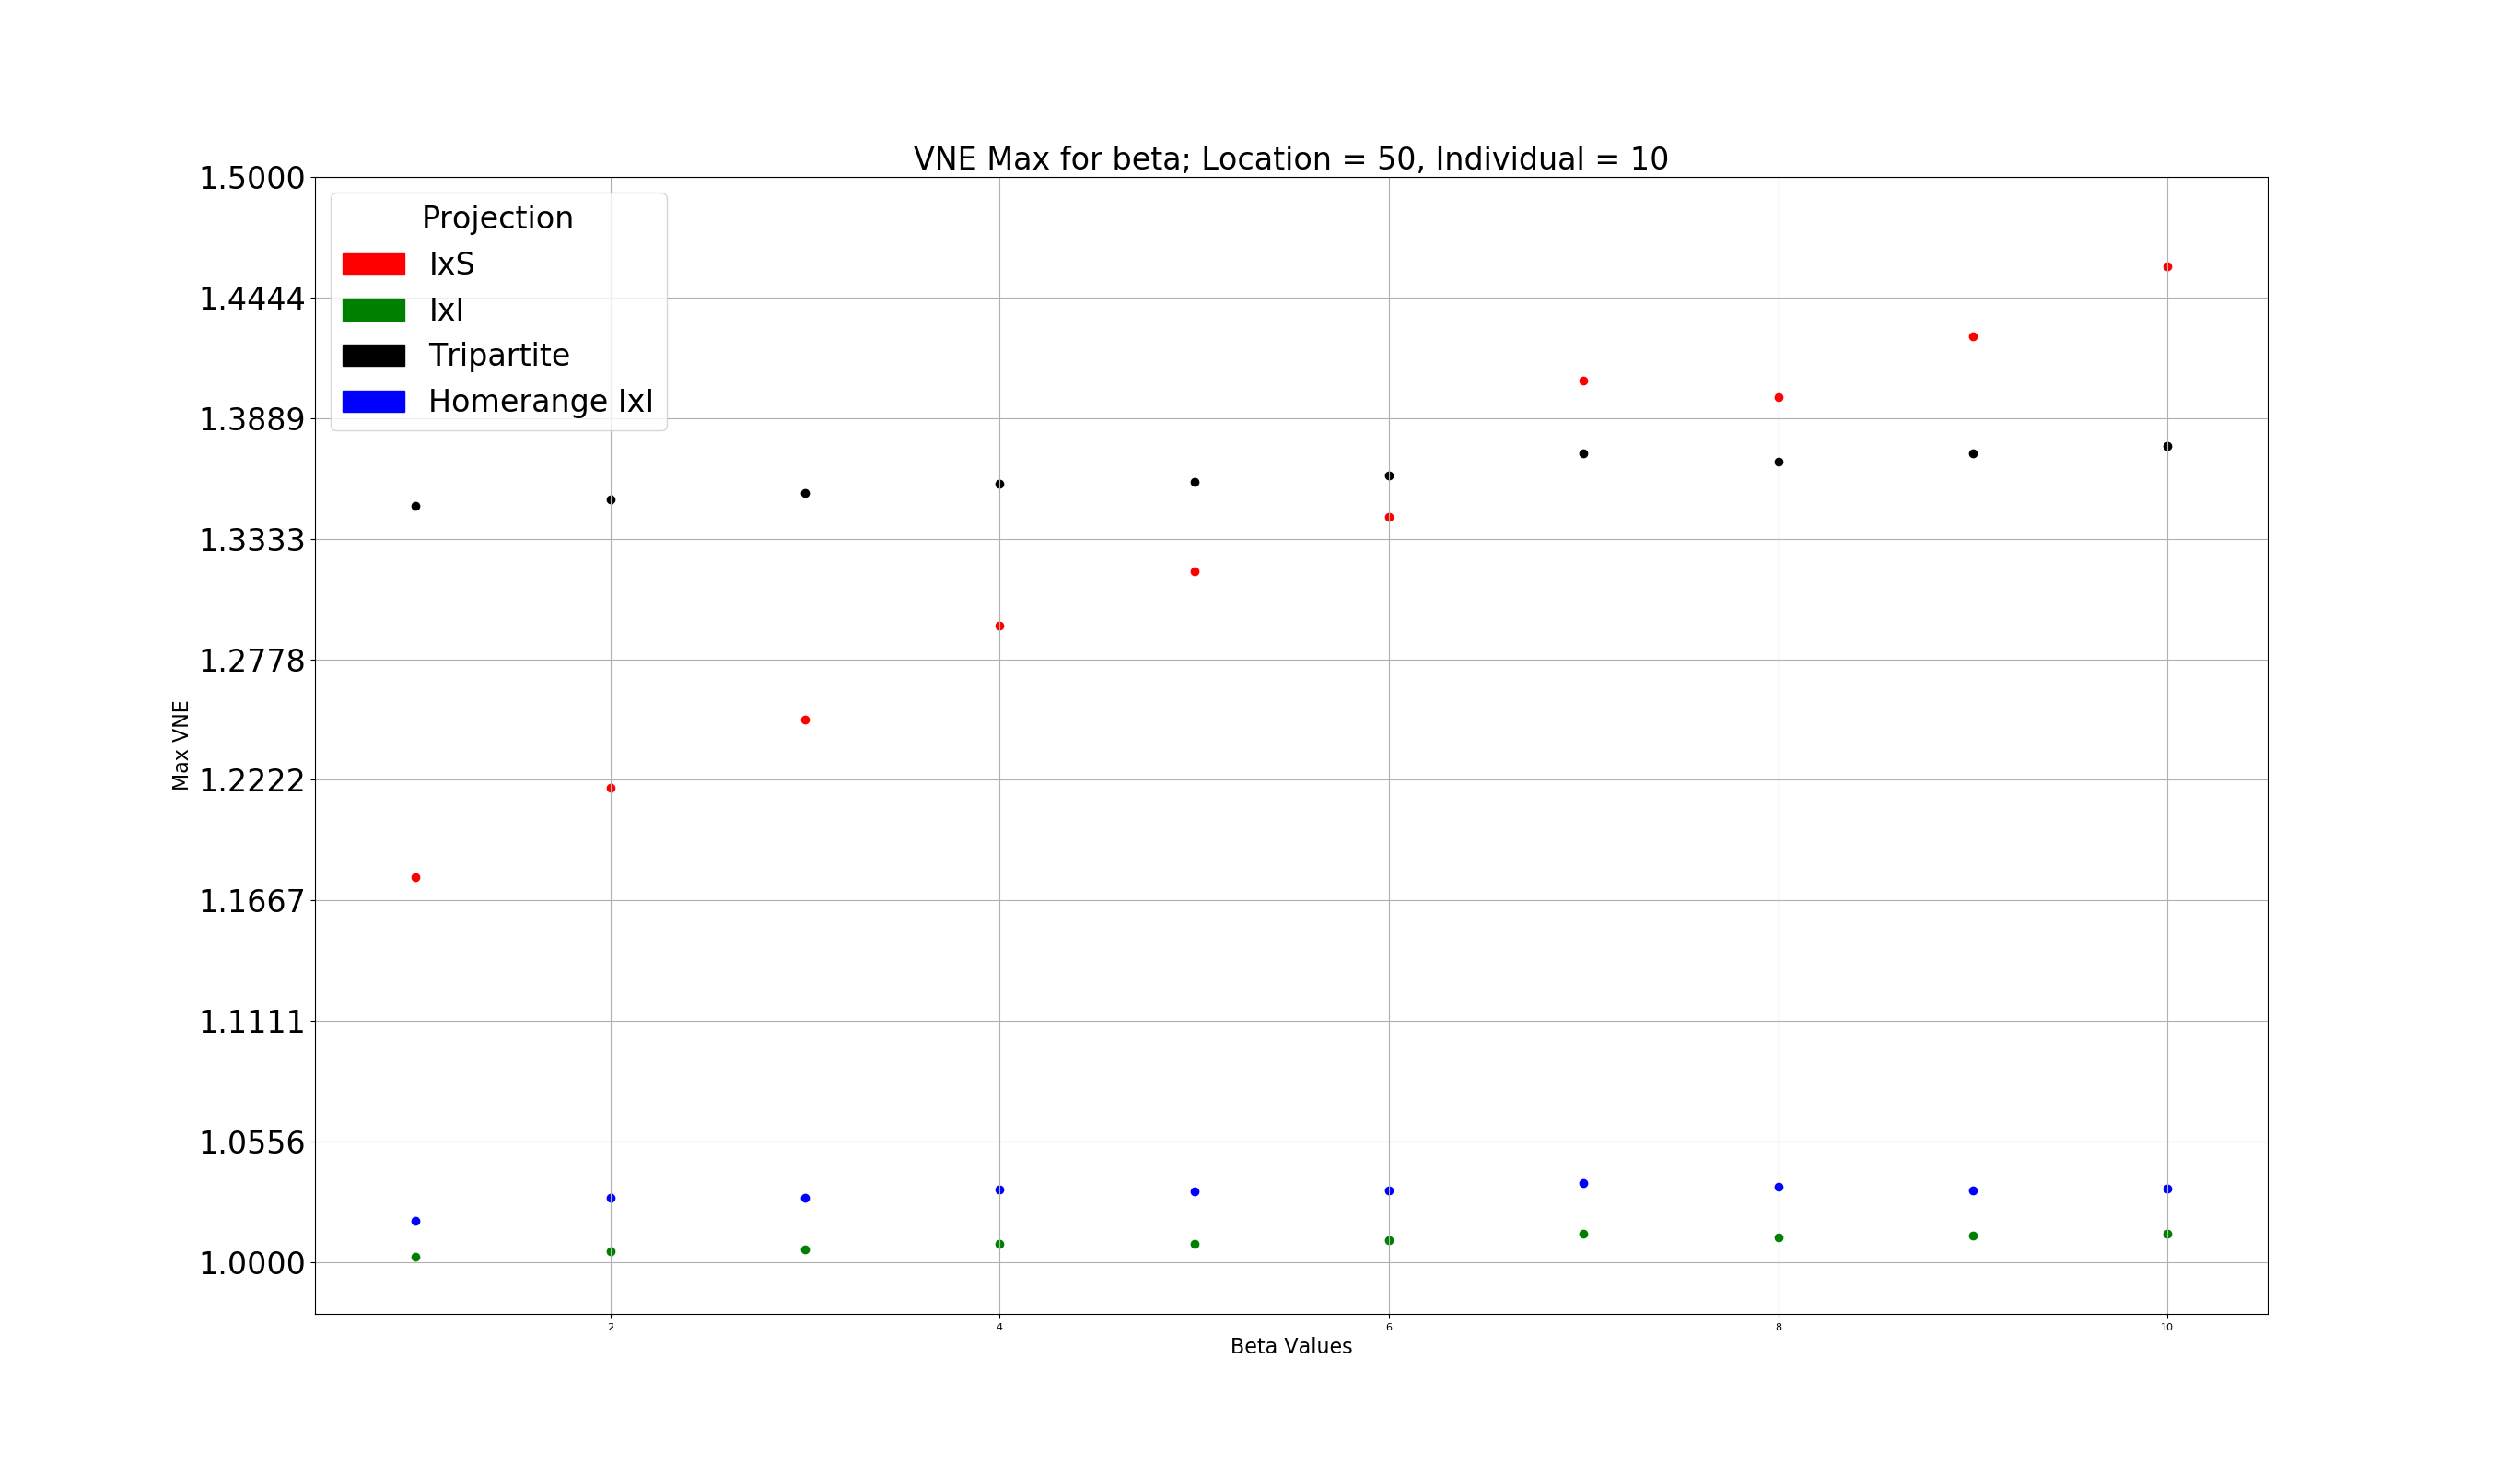 VNE Max for beta; Location = 50, Individual = 10
1.5000
1.4444
1.3889
1.3333
1.2778
1.2222
1.1667
1.1111
1.0556
1.0000
Max VNE
Projection
IxS
IxI
Tripartite
Homerange IxI
2 4 6 8 10
Beta Values